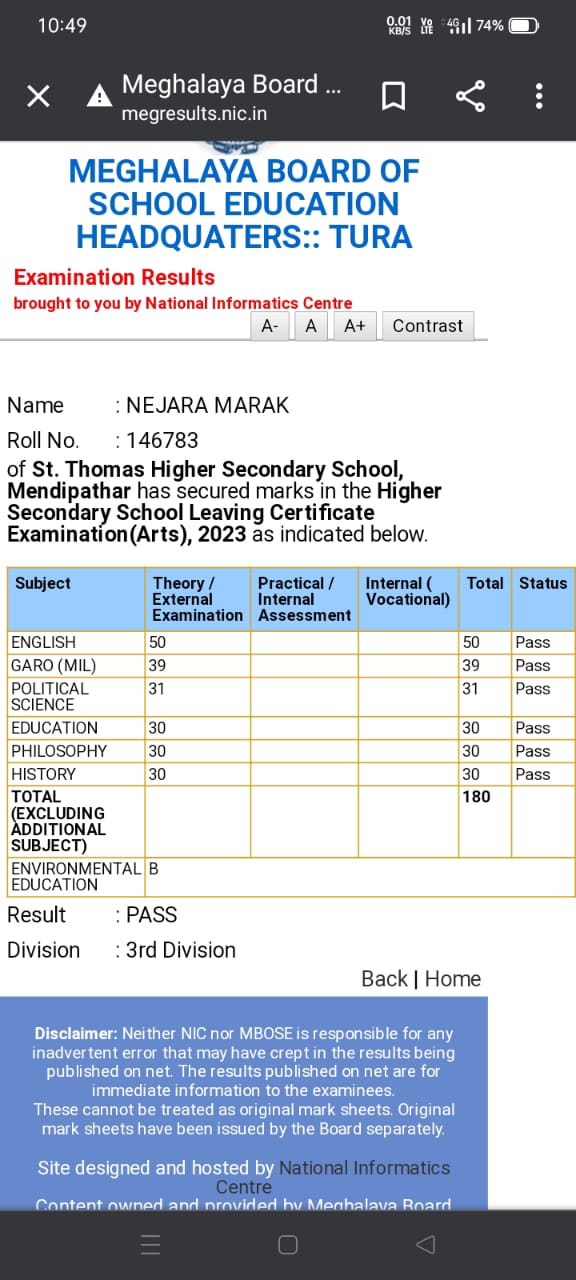 10:49 0.01 KB/S Vo LTE 4G 74%
Meghalaya Board ...
megresults.nic.in
MEGHALAYA BOARD OF
SCHOOL EDUCATION
HEADQUATERS:: TURA
Examination Results
brought to you by National Informatics Centre
A- A A+ Contrast
Name : NEJARA MARAK
Roll No. : 146783
of St. Thomas Higher Secondary School,
Mendipathar has secured marks in the Higher
Secondary School Leaving Certificate
Examination(Arts), 2023 as indicated below.
Subject Theory / External Examination Practical / Internal Assessment Internal ( Vocational) Total Status
ENGLISH 50 50 Pass
GARO (MIL) 39 39 Pass
POLITICAL SCIENCE 31 31 Pass
EDUCATION 30 30 Pass
PHILOSOPHY 30 30 Pass
HISTORY 30 30 Pass
TOTAL (EXCLUDING ADDITIONAL SUBJECT) 180
ENVIRONMENTAL EDUCATION B
Result : PASS
Division : 3rd Division
Back | Home
Disclaimer: Neither NIC nor MBOSE is responsible for any
inadvertent error that may have crept in the results being
published on net. The results published on net are for
immediate information to the examinees.
These cannot be treated as original mark sheets. Original
mark sheets have been issued by the Board separately.
Site designed and hosted by National Informatics
Centre
Content owned and provided by Meghalaya Board